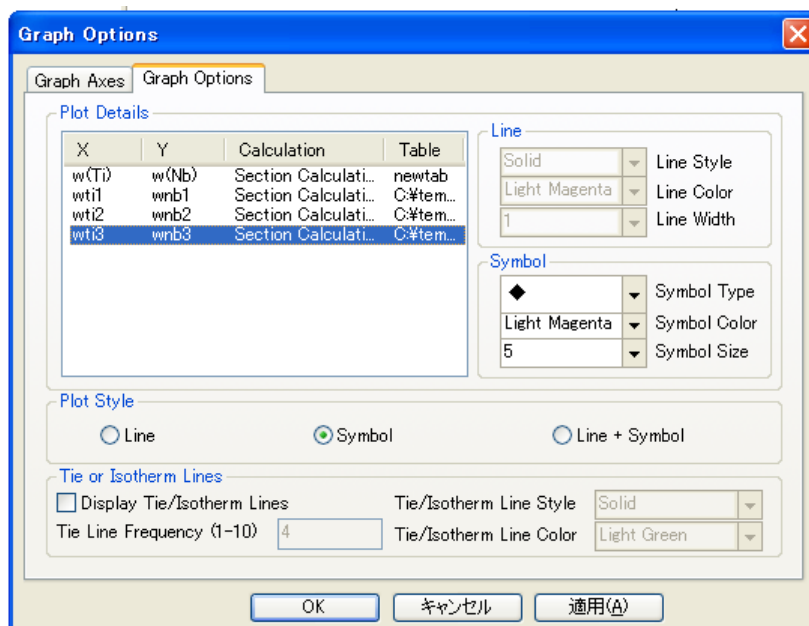 Graph Options
Graph Axes
Graph Options
Plot Details
X Y Calculation Table
w(Ti) w(Nb) Section Calculati... newtab
wti1 wnb1 Section Calculati... C:¥tem...
wti2 wnb2 Section Calculati... C:¥tem...
wti3 wnb3 Section Calculati... C:¥tem...
Line
Solid Line Style
Light Magenta Line Color
1 Line Width
Symbol
◆ Symbol Type
Light Magenta Symbol Color
5 Symbol Size
Plot Style
Line
Symbol
Line + Symbol
Tie or Isotherm Lines
Display Tie/Isotherm Lines
Tie/Isotherm Line Style Solid
Tie Line Frequency (1-10) 4
Tie/Isotherm Line Color Light Green
OK
キャンセル
適用(A)